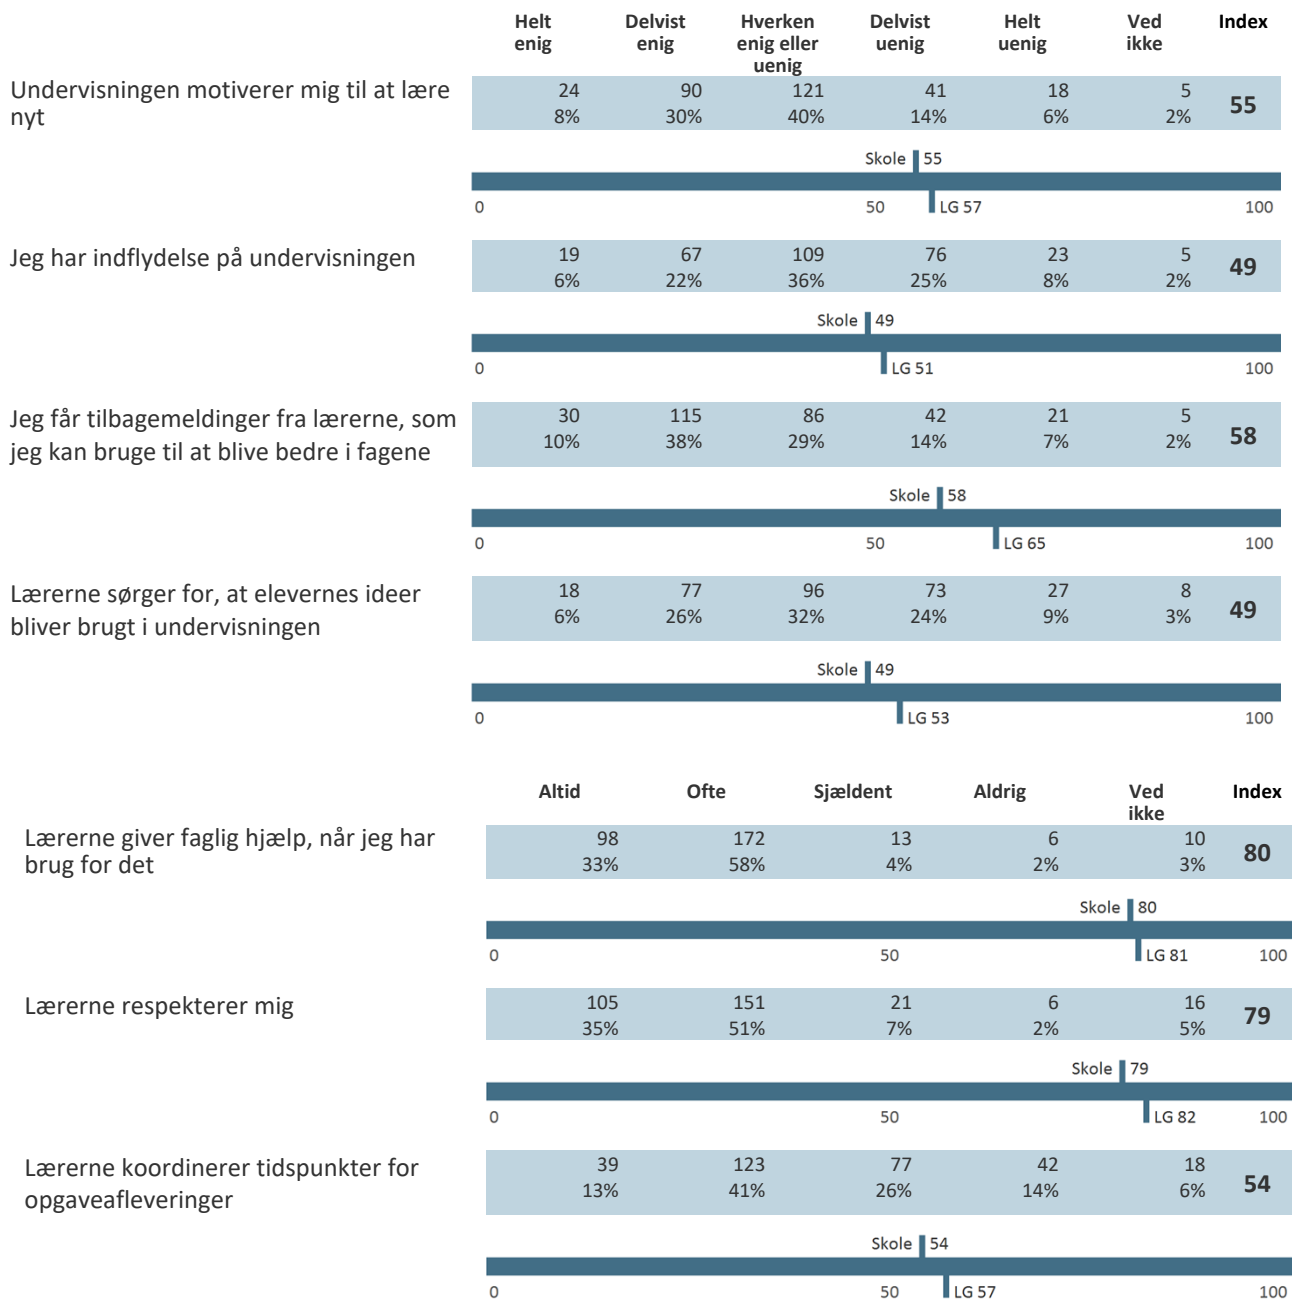 Helt enig Delvist enig Hverken enig eller uenig Delvist uenig Helt uenig Ved ikke Index
Undervisningen motiverer mig til at lære nyt
24 90 121 41 18 5 55
8% 30% 40% 14% 6% 2%
Skole 55
0 50 LG 57 100
Jeg har indflydelse på undervisningen
19 67 109 76 23 5 49
6% 22% 36% 25% 8% 2%
Skole 49
0 LG 51 100
Jeg får tilbagemeldinger fra lærerne, som
jeg kan bruge til at blive bedre i fagene
30 115 86 42 21 5 58
10% 38% 29% 14% 7% 2%
Skole 58
0 50 LG 65 100
Lærerne sørger for, at elevernes ideer
bliver brugt i undervisningen
18 77 96 73 27 8 49
6% 26% 32% 24% 9% 3%
Skole 49
0 LG 53 100
Altid Ofte Sjældent Aldrig Ved ikke Index
Lærerne giver faglig hjælp, når jeg har
brug for det
98 172 13 6 10 80
33% 58% 4% 2% 3%
Skole 80
0 50 LG 81 100
Lærerne respekterer mig
105 151 21 6 16 79
35% 51% 7% 2% 5%
Skole 79
0 50 LG 82 100
Lærerne koordinerer tidspunkter for
opgaveafleveringer
39 123 77 42 18 54
13% 41% 26% 14% 6%
Skole 54
0 50 LG 57 100